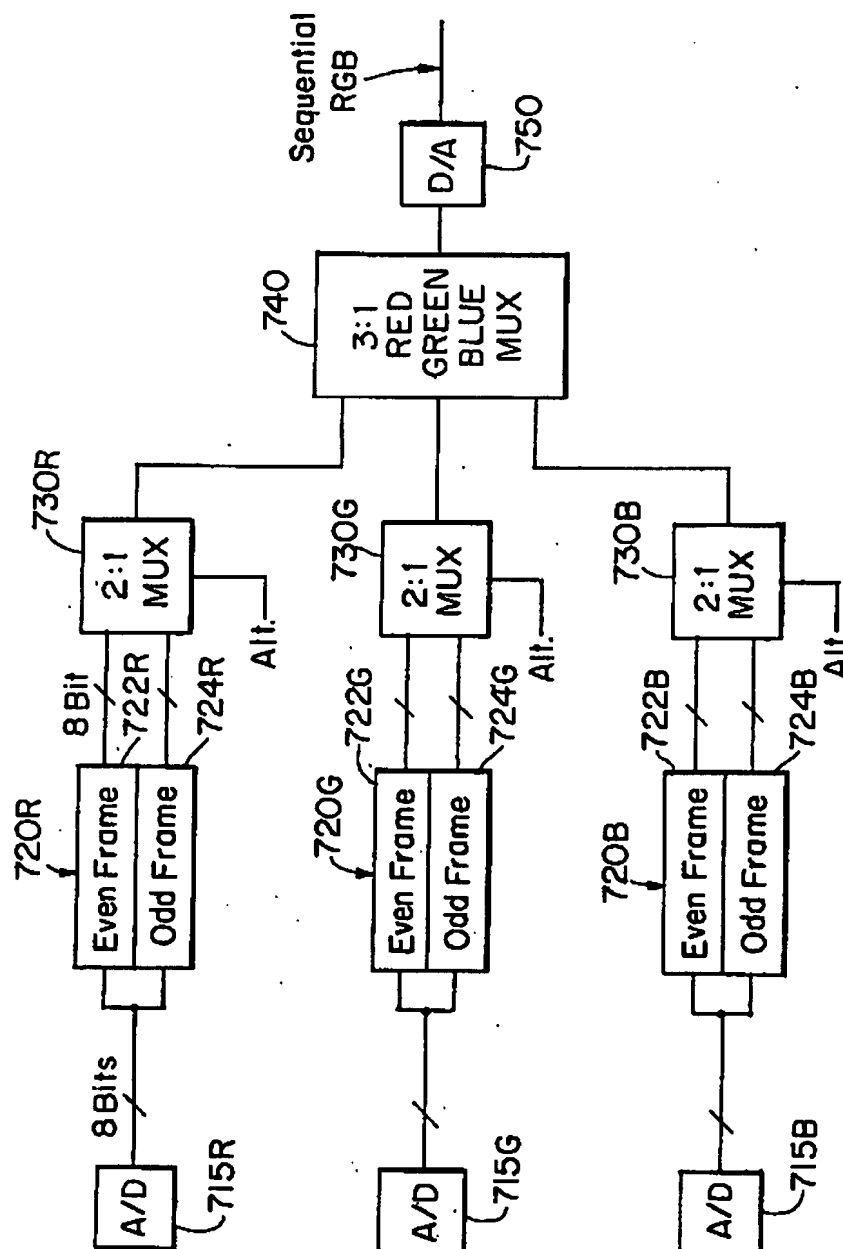 A/D
715R
8 Bits
720R
Even Frame
Odd Frame
8 Bit
722R
724R
730R
2:1
MUX
Alt.
A/D
715G
720G
Even Frame
Odd Frame
722G
724G
730G
2:1
MUX
Alt.
A/D
715B
720B
Even Frame
Odd Frame
722B
724B
730B
2:1
MUX
Alt.
740
3:1
RED
GREEN
BLUE
MUX
D/A
750
Sequential
RGB